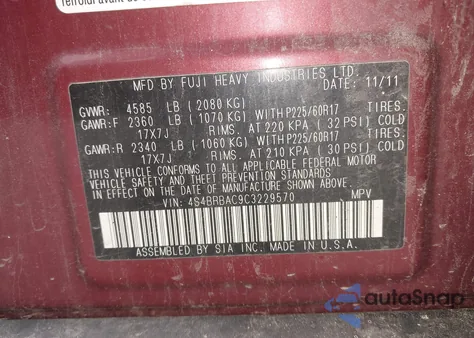 MFD BY FUJI HEAVY INDUSTRIES LTD. 11/11
GVWR: 4585 LB (2080 KG)
GAWR:F 2360 LB (1070 KG) WITH P225/60R17 TIRES.
17X7J RIMS. AT 220 KPA (32 PSI) COLD
GAWR:R 2340 LB (1060 KG) WITH P225/60R17 TIRES.
17X7J RIMS. AT 210 KPA (30 PSI) COLD
THIS VEHICLE CONFORMS TO ALL APPLICABLE FEDERAL MOTOR
VEHICLE SAFETY AND THEFT PREVENTION STANDARDS
IN EFFECT ON THE DATE OF MANUFACTURE SHOWN ABOVE.
VIN: 4S4BRBAC9C3229570 MPV
ASSEMBLED BY SIA INC. MADE IN U.S.A.
autoSnap